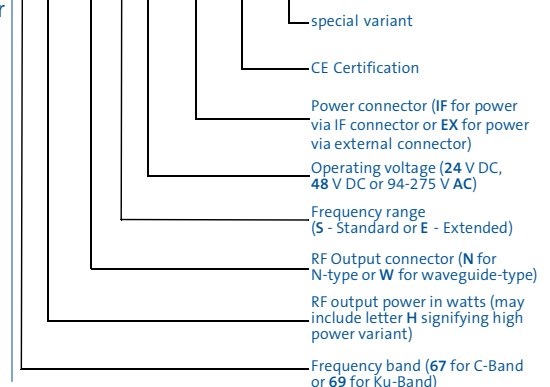 r
special variant
CE Certification
Power connector (IF for power
via IF connector or EX for power
via external connector)
Operating voltage (24 V DC,
48 V DC or 94-275 V AC)
Frequency range
(S - Standard or E - Extended)
RF Output connector (N for
N-type or W for waveguide-type)
RF output power in watts (may
include letter H signifying high
power variant)
Frequency band (67 for C-Band
or 69 for Ku-Band)